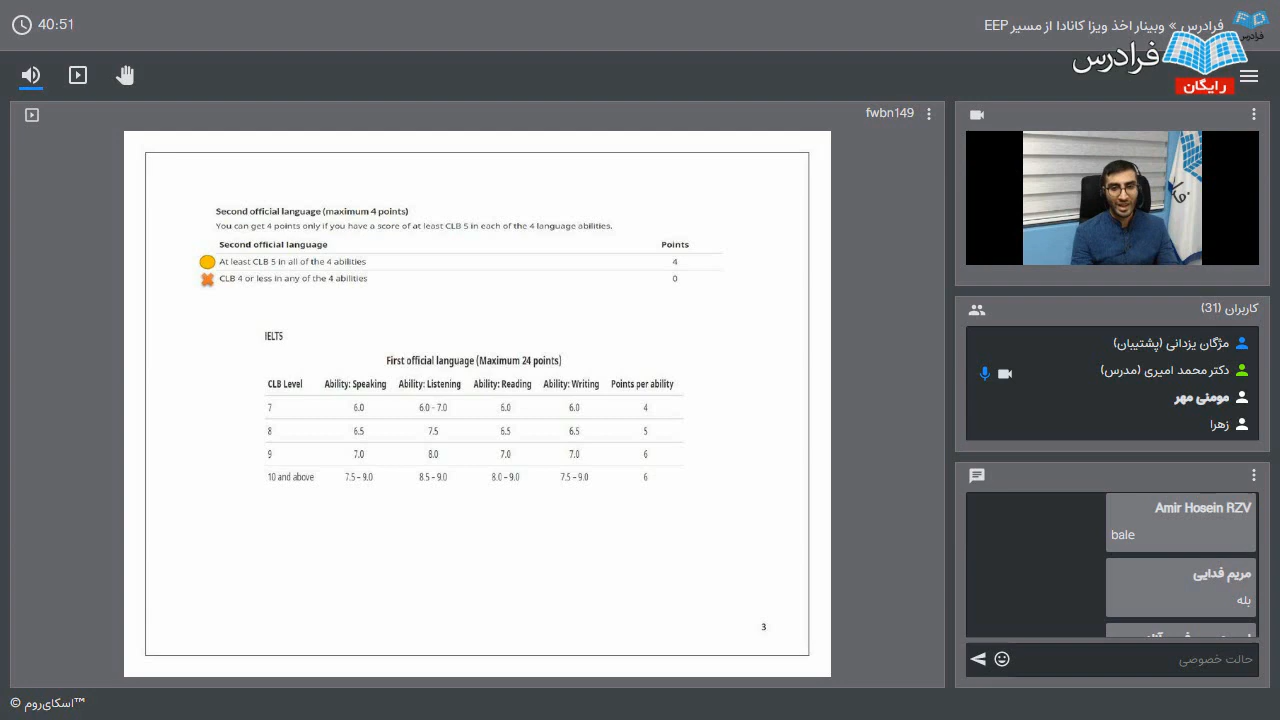 40:51
فرادرس » وبینار اخذ ویزا کانادا از مسیر EEP
فرادرس
فرادرس
رایگان
fwbn149
Second official language (maximum 4 points)
You can get 4 points only if you have a score of at least CLB 5 in each of the 4 language abilities.
Second official language Points
At least CLB 5 in all of the 4 abilities 4
CLB 4 or less in any of the 4 abilities 0
IELTS
First official language (Maximum 24 points)
CLB Level Ability: Speaking Ability: Listening Ability: Reading Ability: Writing Points per ability
7 6.0 6.0 - 7.0 6.0 6.0 4
8 6.5 7.5 6.5 6.5 5
9 7.0 8.0 7.0 7.0 6
10 and above 7.5 – 9.0 8.5 – 9.0 8.0 – 9.0 7.5 – 9.0 6
3
کاربران (31)
مژگان یزدانی (پشتیبان)
دکتر محمد امیری (مدرس)
مومنی مهر
زهرا
Amir Hosein RZV
bale
مریم فدایی
بله
حالت خصوصی
© اسکای‌روم™